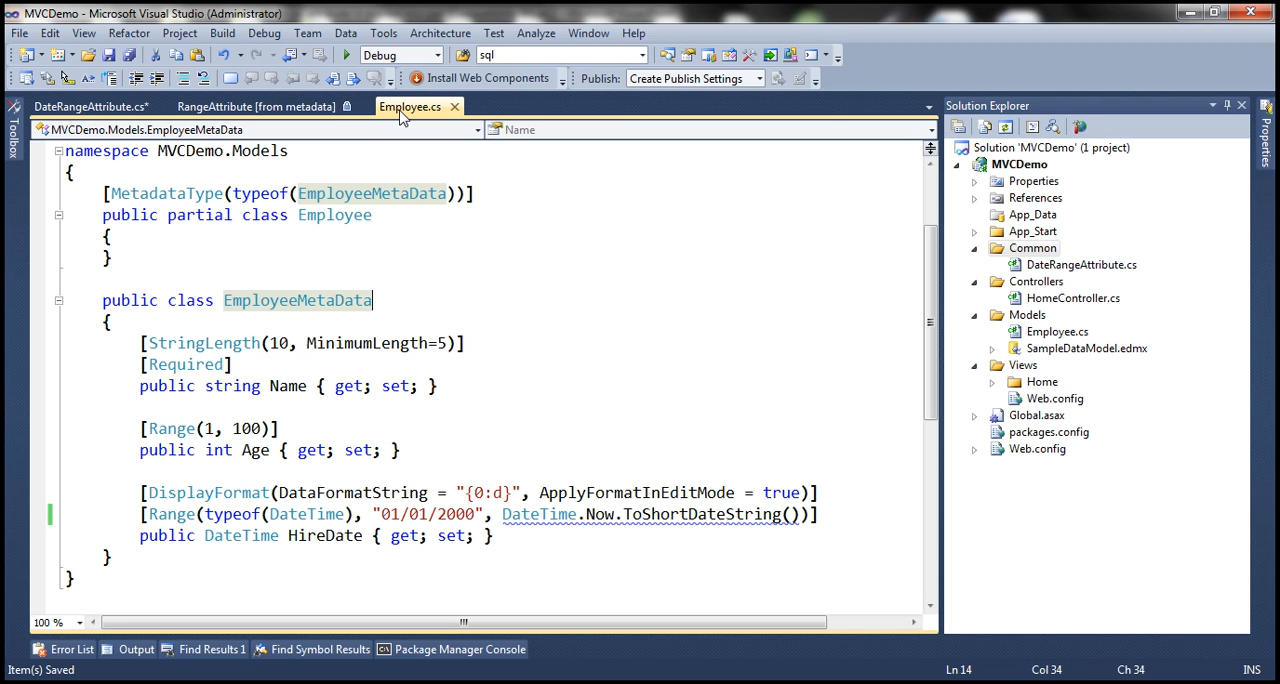 MVCDemo - Microsoft Visual Studio (Administrator)
File Edit View Refactor Project Build Debug Team Data Tools Architecture Test Analyze Window Help
Debug sql
Install Web Components Publish: Create Publish Settings
DateRangeAttribute.cs* RangeAttribute [from metadata] Employee.cs
MVCDemo.Models.EmployeeMetaData Name
namespace MVCDemo.Models
{
[MetadataType(typeof(EmployeeMetaData))]
public partial class Employee
{
}
public class EmployeeMetaData
{
[StringLength(10, MinimumLength=5)]
[Required]
public string Name { get; set; }
[Range(1, 100)]
public int Age { get; set; }
[DisplayFormat(DataFormatString = "{0:d}", ApplyFormatInEditMode = true)]
[Range(typeof(DateTime), "01/01/2000", DateTime.Now.ToShortDateString())]
public DateTime HireDate { get; set; }
}
}
100 %
Toolbox
Solution Explorer
Solution 'MVCDemo' (1 project)
MVCDemo
Properties
References
App_Data
App_Start
Common
DateRangeAttribute.cs
Controllers
HomeController.cs
Models
Employee.cs
SampleDataModel.edmx
Views
Home
Web.config
Global.asax
packages.config
Web.config
Properties
Error List Output Find Results 1 Find Symbol Results Package Manager Console
Item(s) Saved Ln 14 Col 34 Ch 34 INS